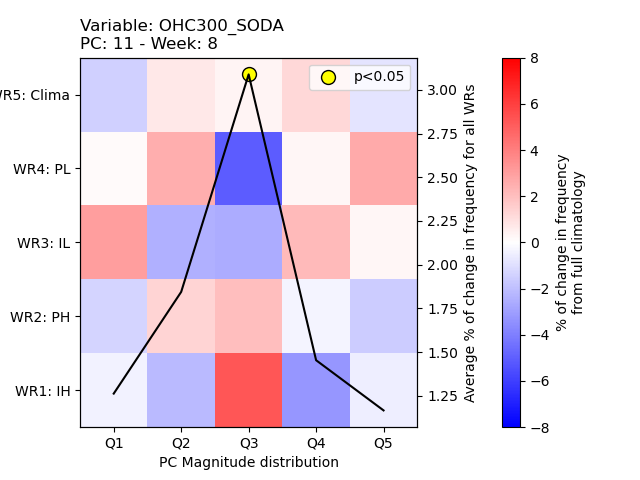 Variable: OHC300_SODA
PC: 11 - Week: 8
p<0.05
WR5: Clima
WR4: PL
WR3: IL
WR2: PH
WR1: IH
Q1 Q2 Q3 Q4 Q5
PC Magnitude distribution
3.00
2.75
2.50
2.25
2.00
1.75
1.50
1.25
Average % of change in frequency for all WRs
8
6
4
2
0
−2
−4
−6
−8
% of change in frequency
from full climatology